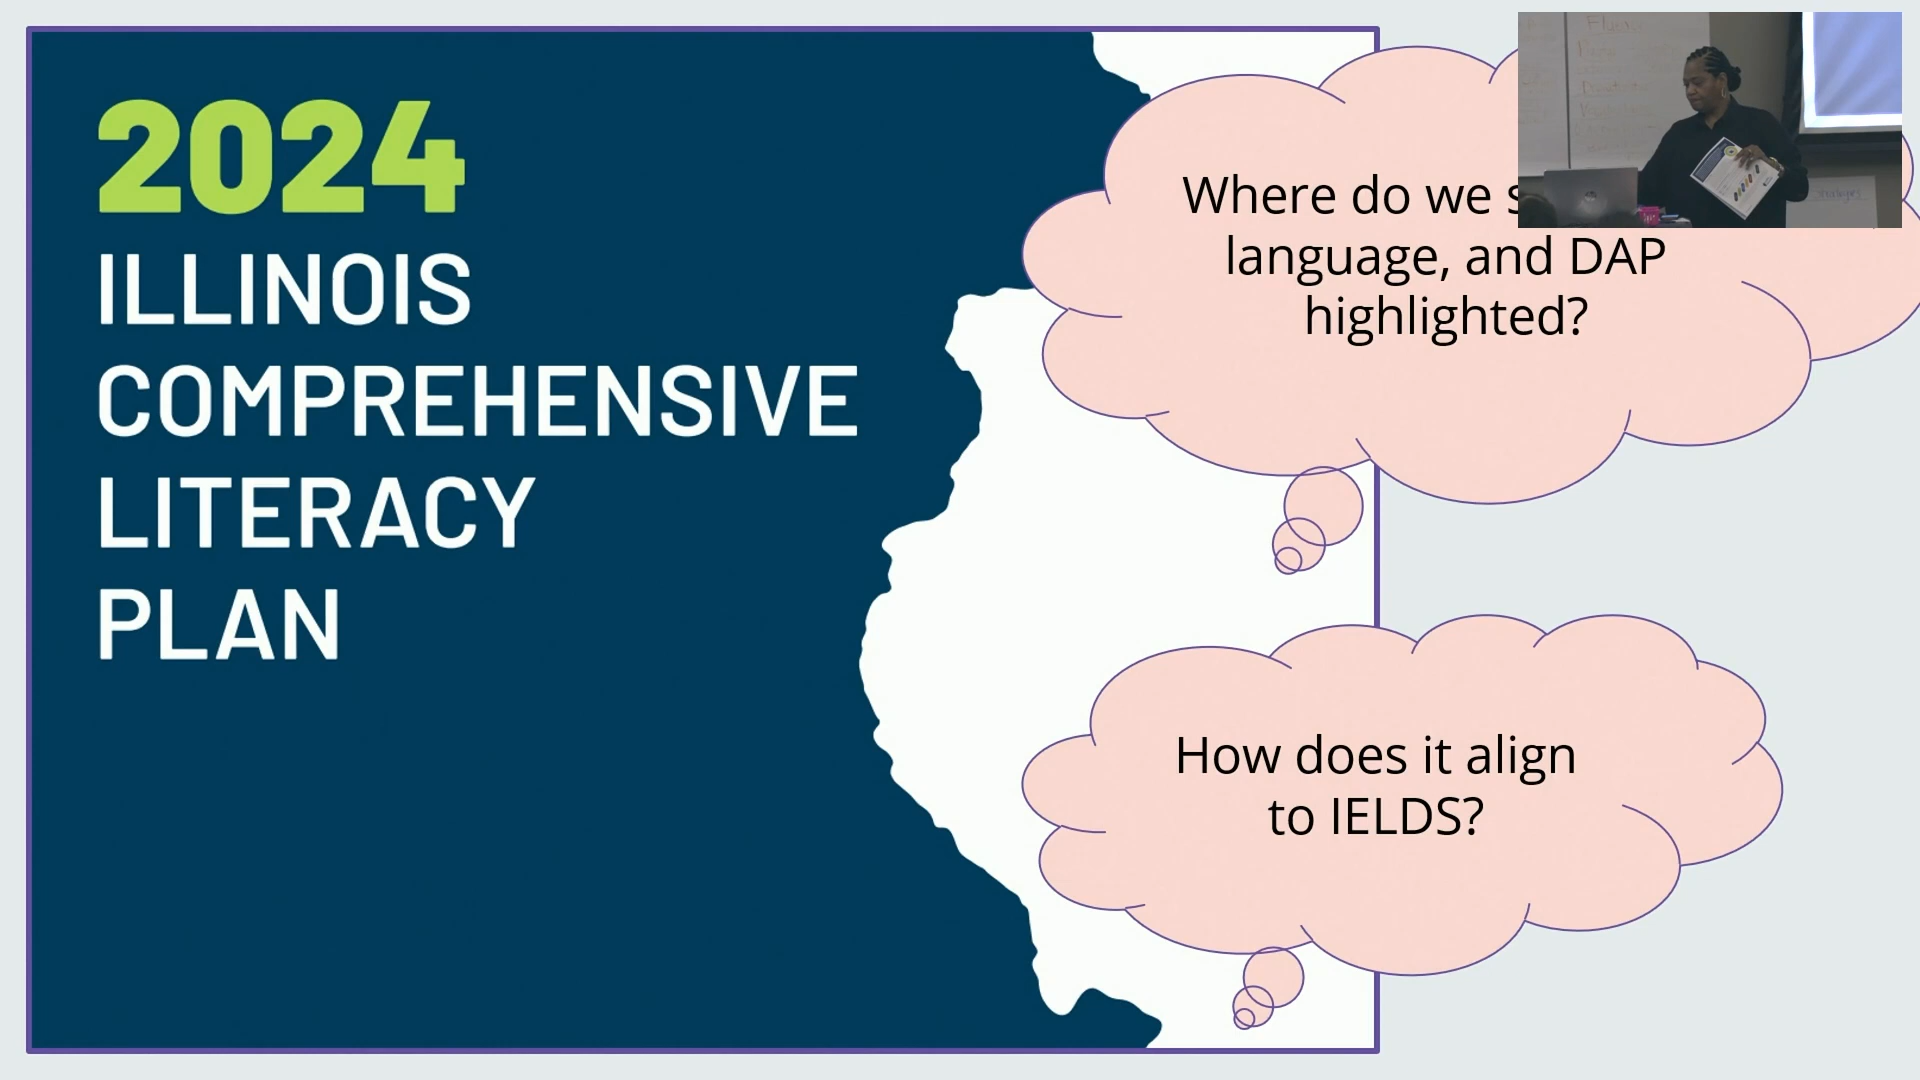 2024
ILLINOIS
COMPREHENSIVE
LITERACY
PLAN
Where do we
language, and DAP
highlighted?
How does it align
to IELDS?